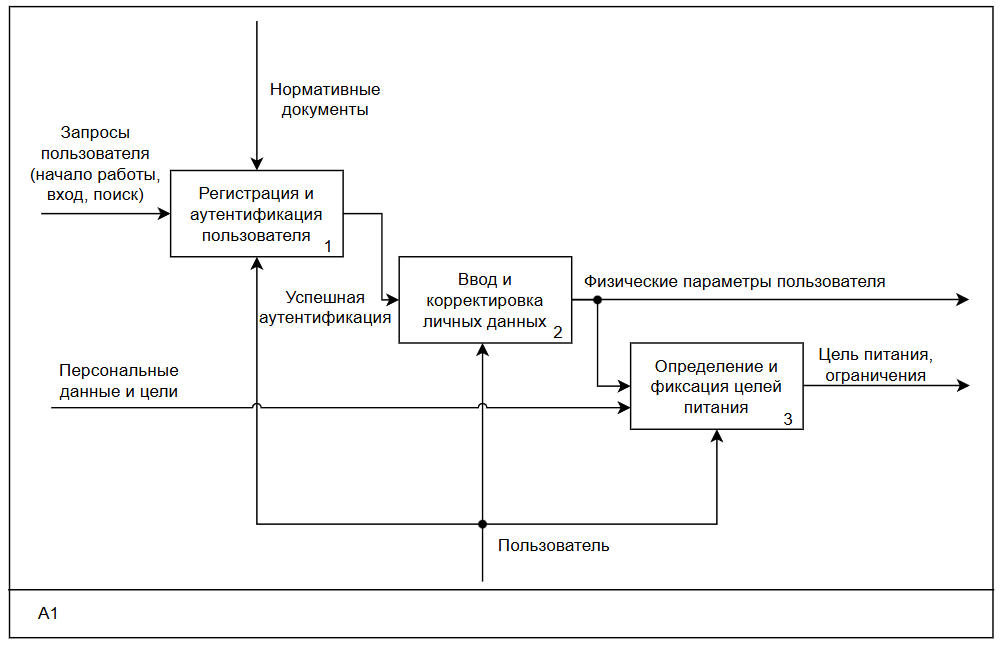 Нормативные
документы
Запросы
пользователя
(начало работы,
вход, поиск)
Регистрация и
аутентификация
пользователя
1
Успешная
аутентификация
Ввод и
корректировка
личных данных
2
Физические параметры пользователя
Персональные
данные и цели
Определение и
фиксация целей
питания
3
Цель питания,
ограничения
Пользователь
А1